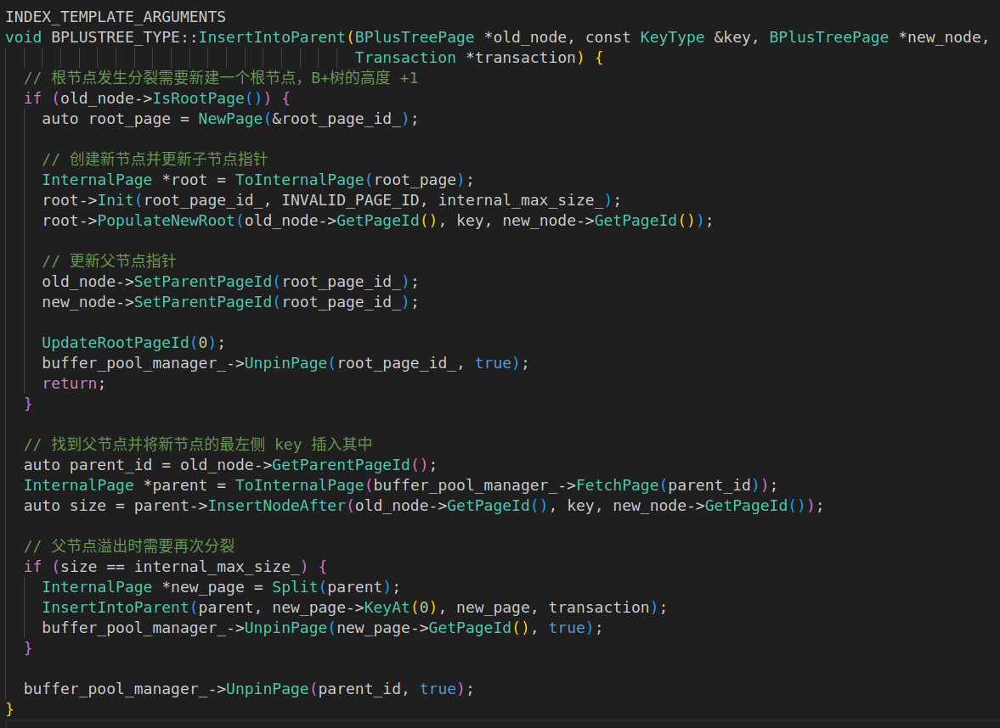 INDEX_TEMPLATE_ARGUMENTS
void BPLUSTREE_TYPE::InsertIntoParent(BPlusTreePage *old_node, const KeyType &key, BPlusTreePage *new_node,
                                      Transaction *transaction) {
  // 根节点发生分裂需要新建一个根节点，B+树的高度 +1
  if (old_node->IsRootPage()) {
    auto root_page = NewPage(&root_page_id_);

    // 创建新节点并更新子节点指针
    InternalPage *root = ToInternalPage(root_page);
    root->Init(root_page_id_, INVALID_PAGE_ID, internal_max_size_);
    root->PopulateNewRoot(old_node->GetPageId(), key, new_node->GetPageId());

    // 更新父节点指针
    old_node->SetParentPageId(root_page_id_);
    new_node->SetParentPageId(root_page_id_);

    UpdateRootPageId(0);
    buffer_pool_manager_->UnpinPage(root_page_id_, true);
    return;
  }

  // 找到父节点并将新节点的最左侧 key 插入其中
  auto parent_id = old_node->GetParentPageId();
  InternalPage *parent = ToInternalPage(buffer_pool_manager_->FetchPage(parent_id));
  auto size = parent->InsertNodeAfter(old_node->GetPageId(), key, new_node->GetPageId());

  // 父节点溢出时需要再次分裂
  if (size == internal_max_size_) {
    InternalPage *new_page = Split(parent);
    InsertIntoParent(parent, new_page->KeyAt(0), new_page, transaction);
    buffer_pool_manager_->UnpinPage(new_page->GetPageId(), true);
  }

  buffer_pool_manager_->UnpinPage(parent_id, true);
}